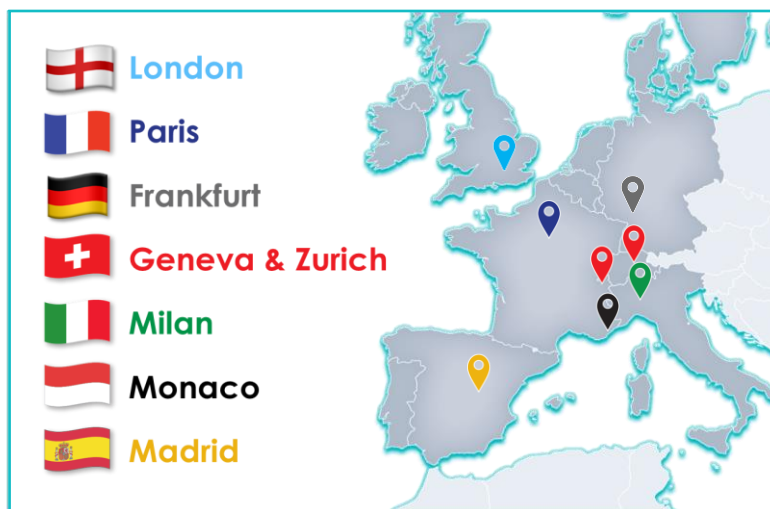 London
Paris
Frankfurt
Geneva & Zurich
Milan
Monaco
Madrid